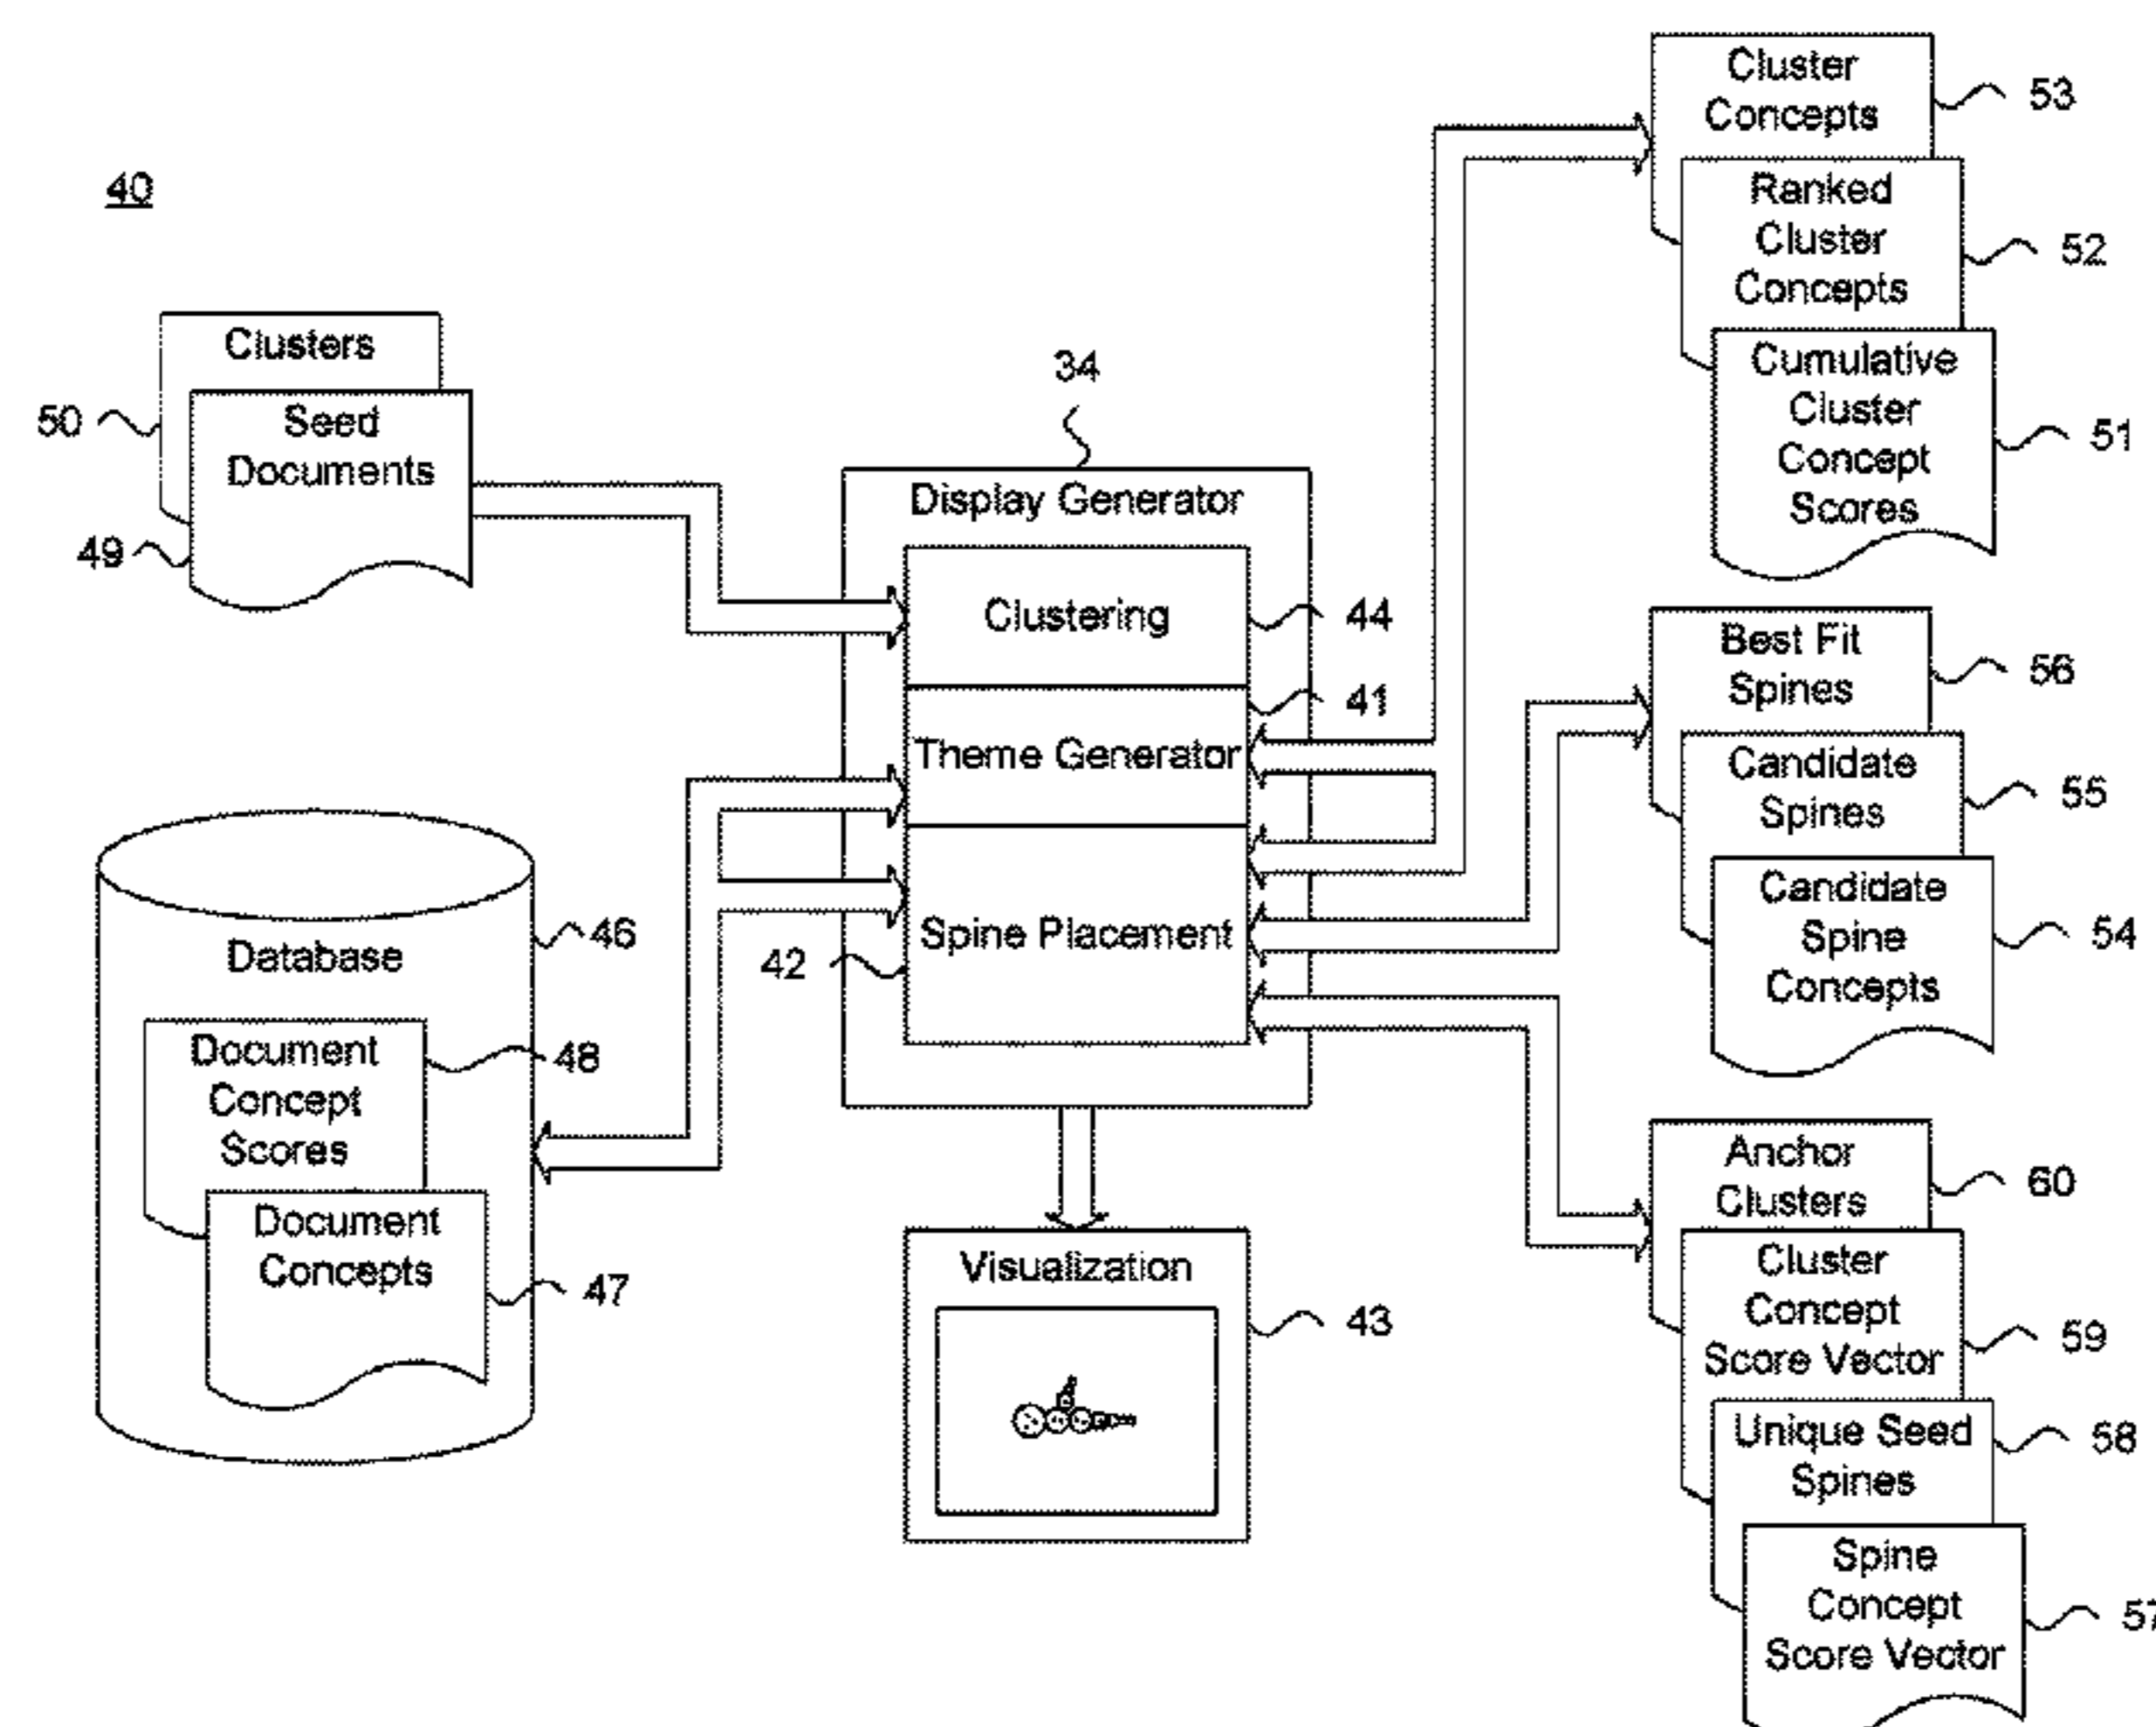 40
Clusters
50
Seed
Documents
49
34
Display Generator
Clustering
44
41
Theme Generator
Spine Placement
42
46
Database
Document
Concept
Scores
48
Document
Concepts
47
Visualization
43
Cluster
Concepts
53
Ranked
Cluster
Concepts
52
Cumulative
Cluster
Concept
Scores
51
Best Fit
Spines
56
Candidate
Spines
55
Candidate
Spine
Concepts
54
Anchor
Clusters
60
Cluster
Concept
Score Vector
59
Unique Seed
Spines
58
Spine
Concept
Score Vector
57